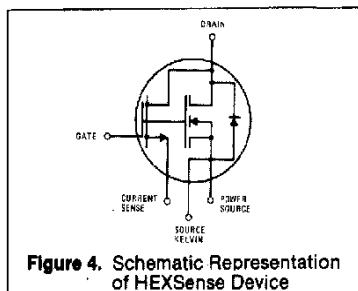 DRAIN
GATE
CURRENT
SENSE
POWER
SOURCE
SOURCE
KELVIN
Figure 4. Schematic Representation
of HEXSense Device